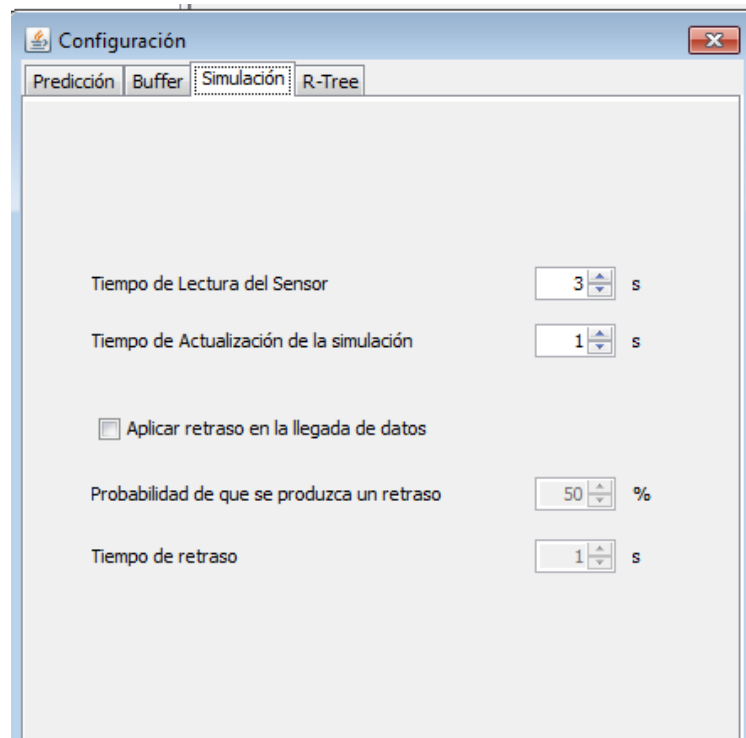 Configuración
Predicción Buffer Simulación R-Tree
Tiempo de Lectura del Sensor 3 s
Tiempo de Actualización de la simulación 1 s
Aplicar retraso en la llegada de datos
Probabilidad de que se produzca un retraso 50 %
Tiempo de retraso 1 s